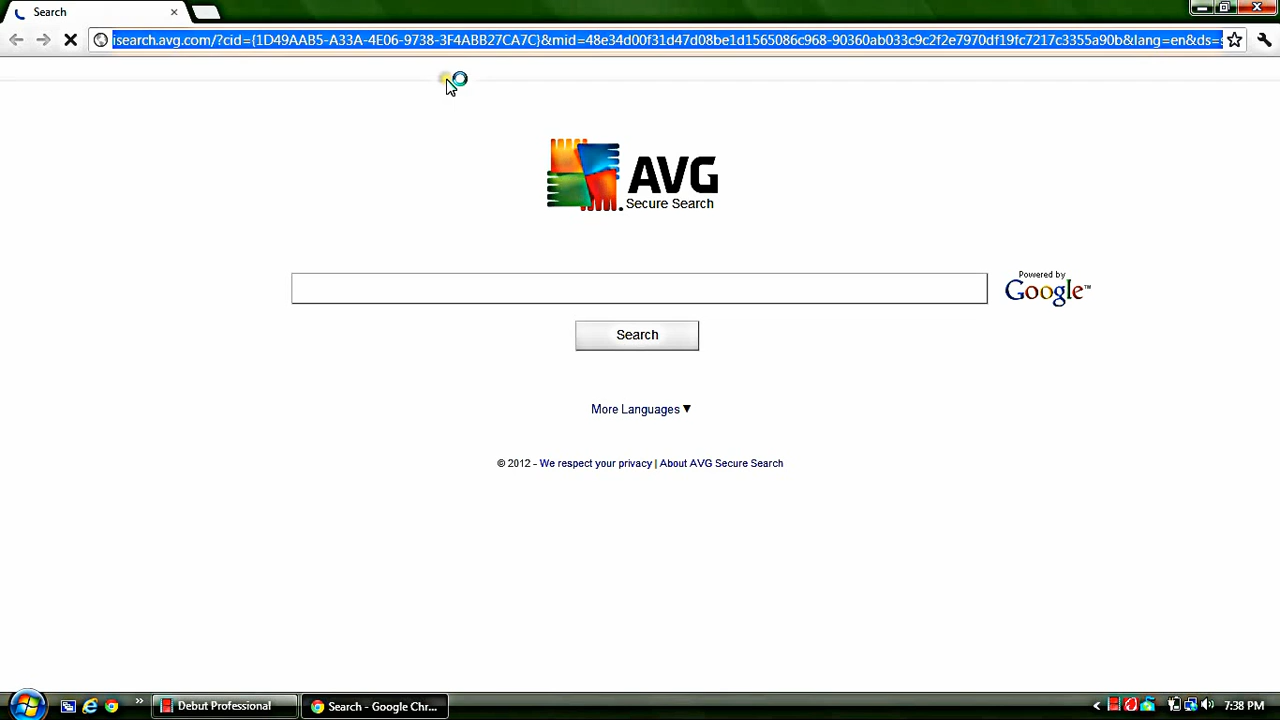 Search
isearch.avg.com/?cid={1D49AAB5-A33A-4E06-9738-3F4ABB27CA7C}&mid=48e34d00f31d47d08be1d1565086c968-90360ab033c9c2f2e7970df19fc7217c3355a90b&lang=en&ds=
AVG
Secure Search
Powered by
Google™
Search
More Languages ▼
© 2012 - We respect your privacy | About AVG Secure Search
Debut Professional
Search - Google Chr...
7:38 PM